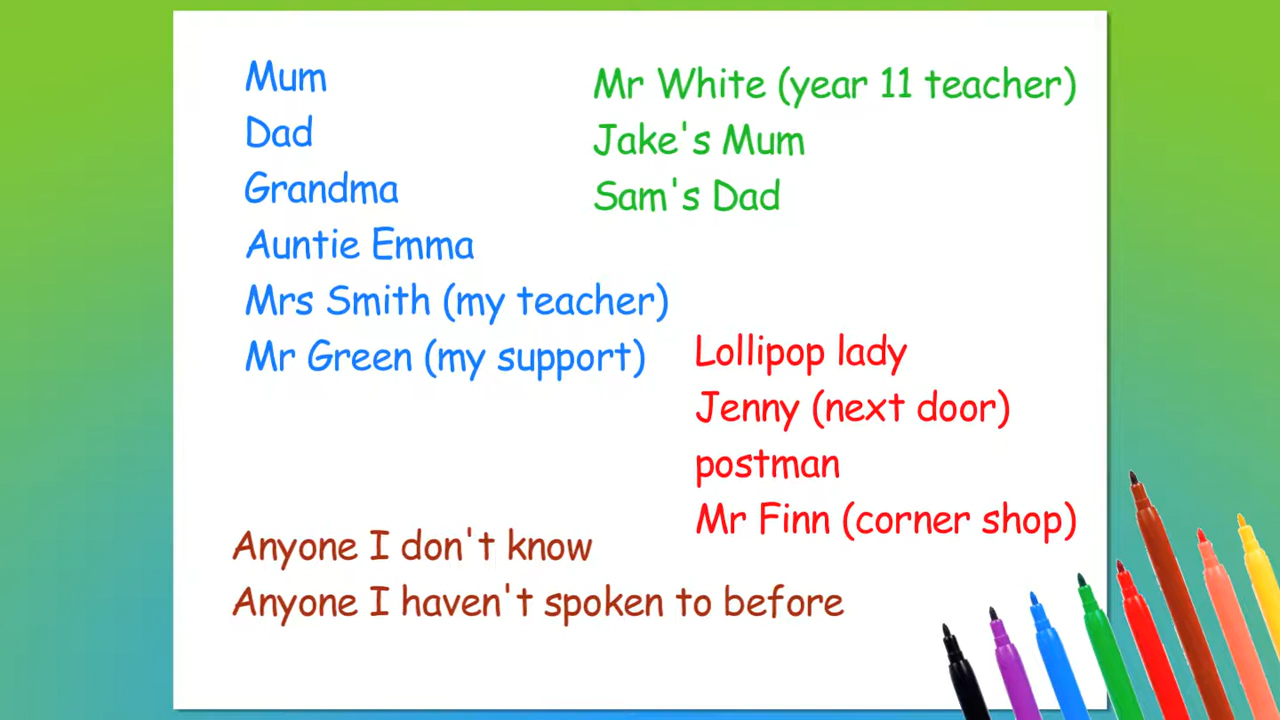 Mum
Dad
Grandma
Auntie Emma
Mrs Smith (my teacher)
Mr Green (my support)
Mr White (year 11 teacher)
Jake's Mum
Sam's Dad
Lollipop lady
Jenny (next door)
postman
Mr Finn (corner shop)
Anyone I don't know
Anyone I haven't spoken to before